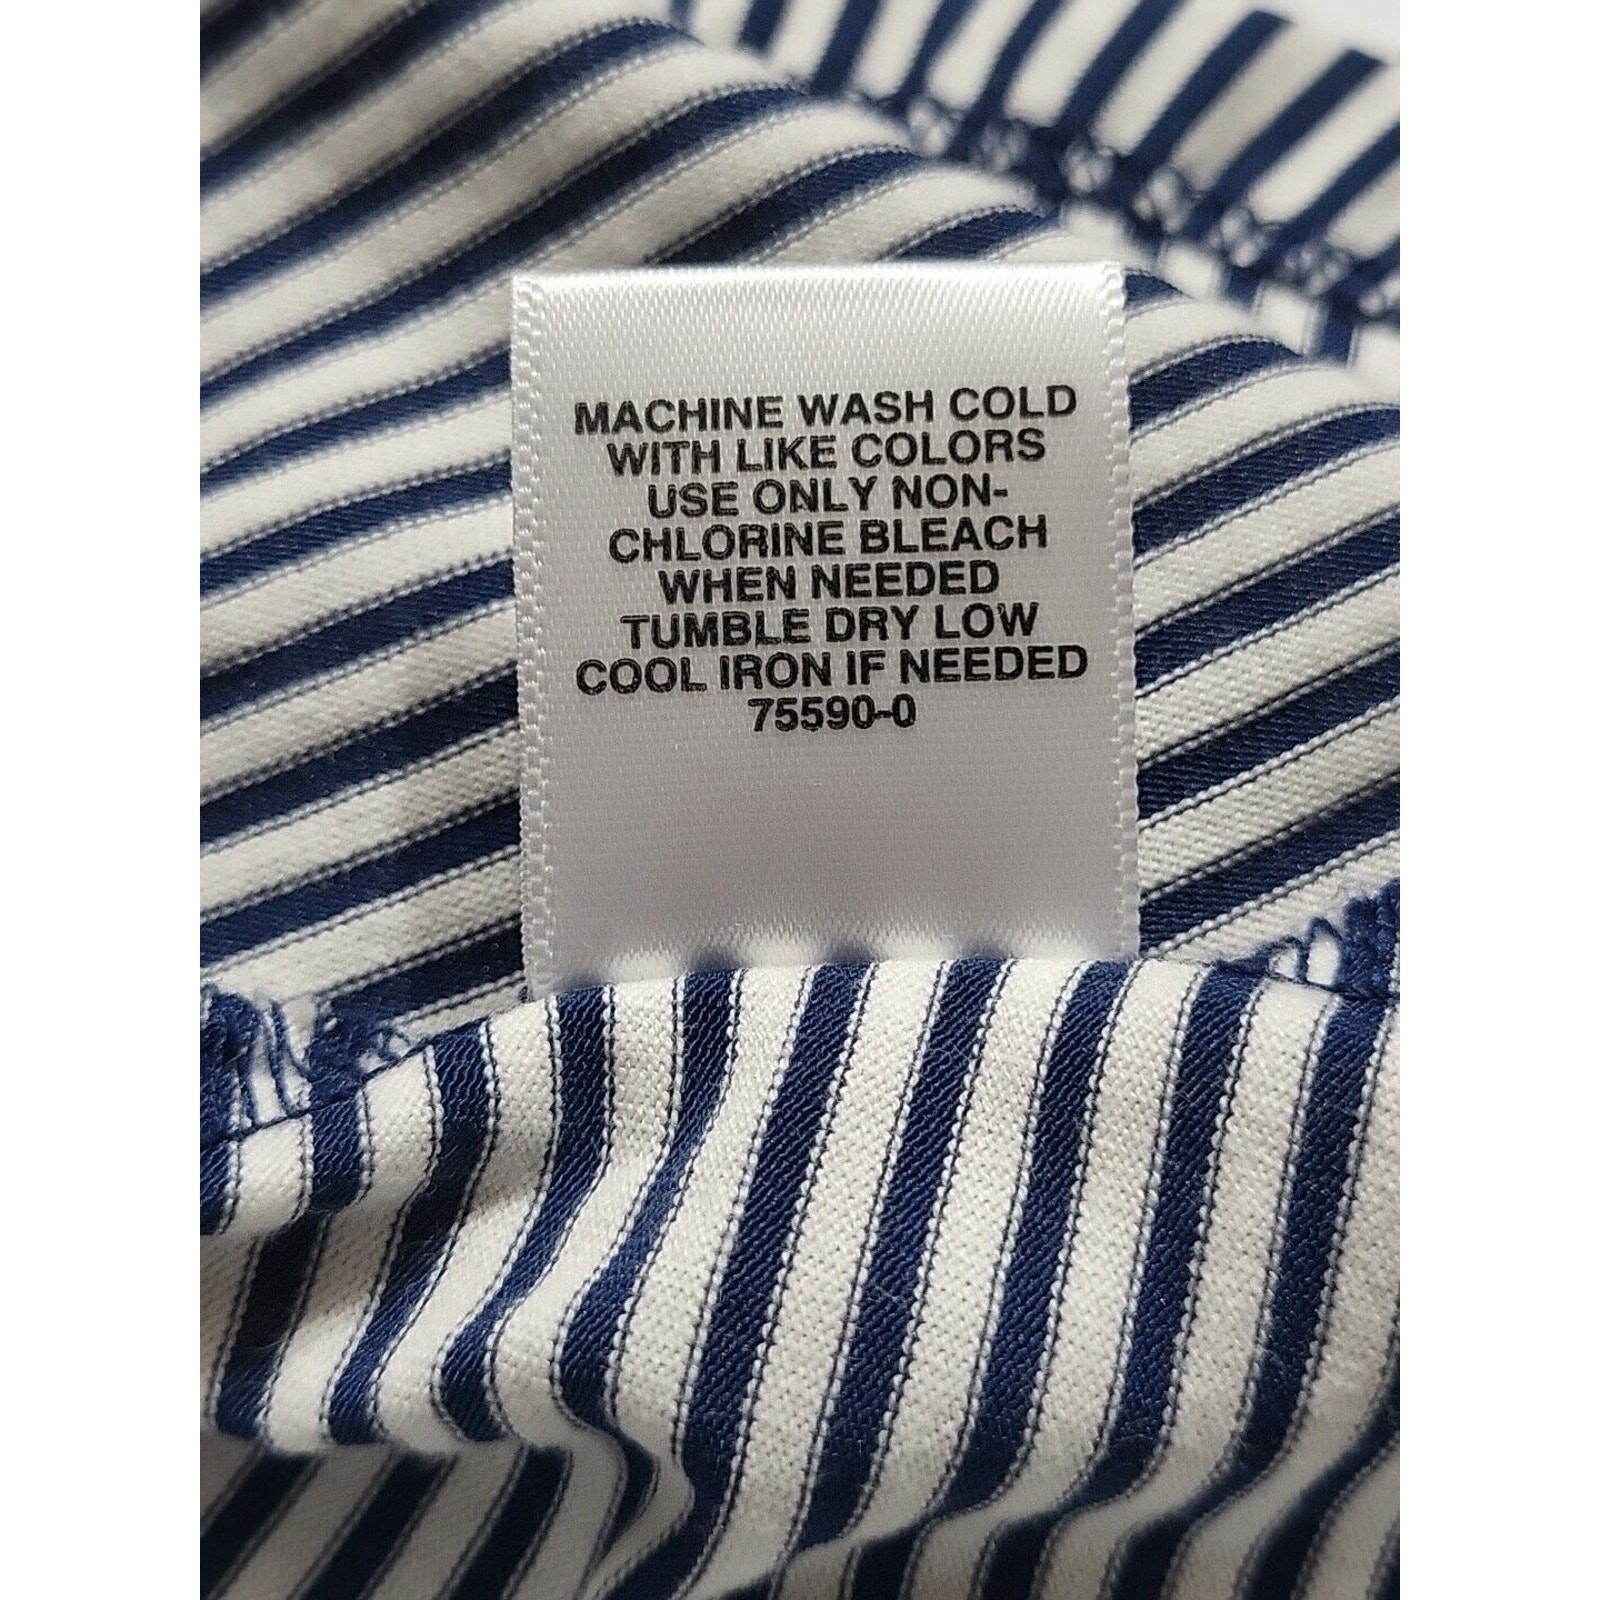 MACHINE WASH COLD
WITH LIKE COLORS
USE ONLY NON-
CHLORINE BLEACH
WHEN NEEDED
TUMBLE DRY LOW
COOL IRON IF NEEDED
75590-0